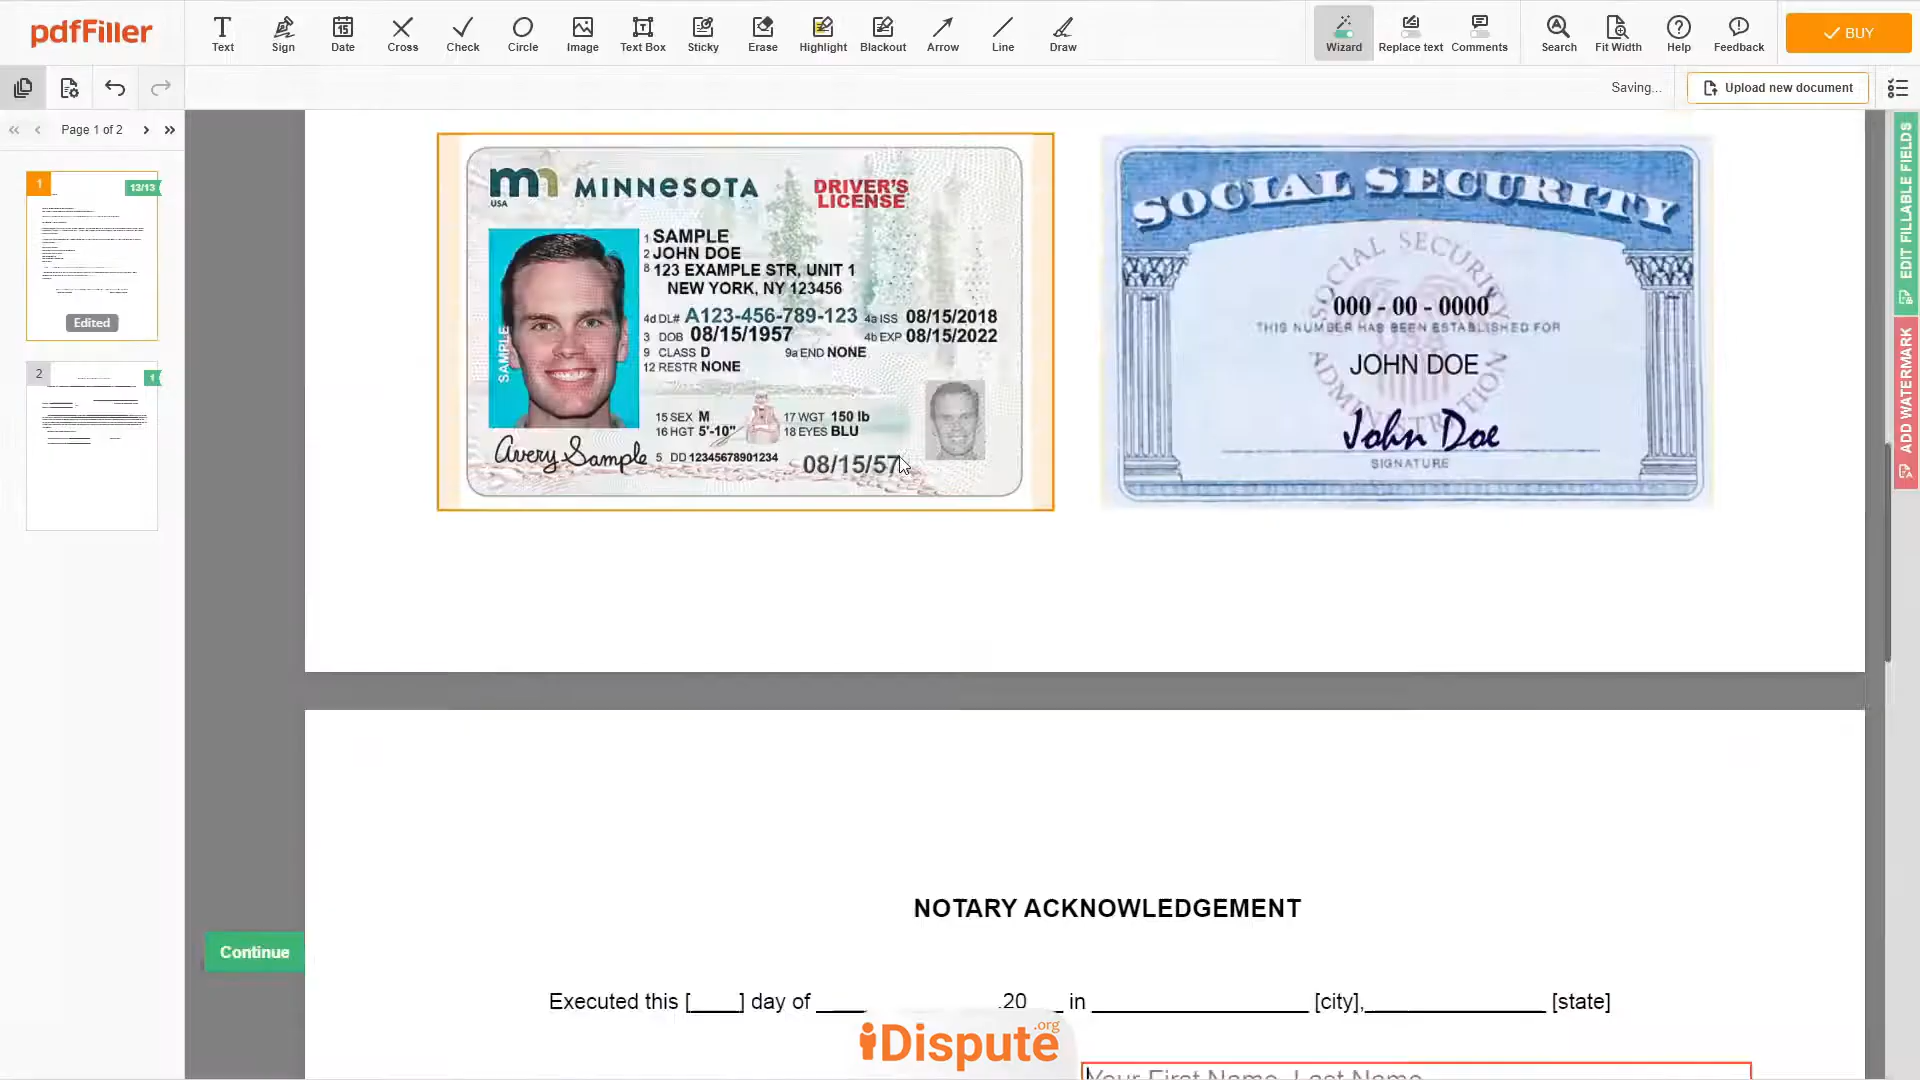 pdfFiller
Text
Sign
Date
Cross
Check
Circle
Image
Text Box
Sticky
Erase
Highlight
Blackout
Arrow
Line
Draw
Wizard
Replace text
Comments
Search
Fit Width
Help
Feedback
BUY
Saving...
Upload new document
Page 1 of 2
1
13/13
Edited
2
1
EDIT FILLABLE FIELDS
ADD WATERMARK
mn MINNESOTA
USA
DRIVER'S
LICENSE
1 SAMPLE
2 JOHN DOE
8 123 EXAMPLE STR, UNIT 1
NEW YORK, NY 123456
4d DL# A123-456-789-123 4a ISS 08/15/2018
3 DOB 08/15/1957 4b EXP 08/15/2022
9 CLASS D 9a END NONE
12 RESTR NONE
15 SEX M 17 WGT 150 lb
16 HGT 5'-10" 18 EYES BLU
5 DD 12345678901234 08/15/57
SAMPLE
Avery Sample
SOCIAL SECURITY
SOCIAL SECURITY
ADMINISTRATION
USA
000 - 00 - 0000
THIS NUMBER HAS BEEN ESTABLISHED FOR
JOHN DOE
John Doe
SIGNATURE
Continue
NOTARY ACKNOWLEDGEMENT
Executed this [____] day of ____ .20 __ in ____ [city],____ [state]
iDispute.org
Your First Name, Last Name